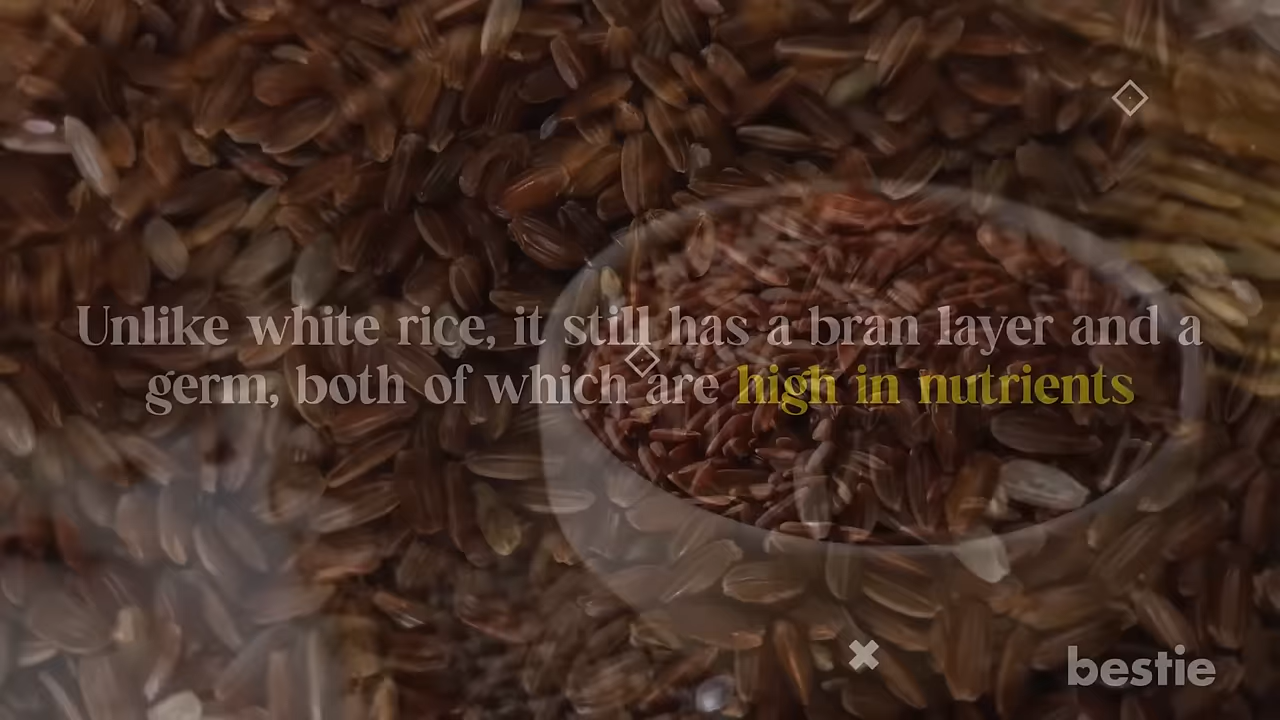 Unlike white rice, it still has a bran layer and a
germ, both of which are high in nutrients
bestie